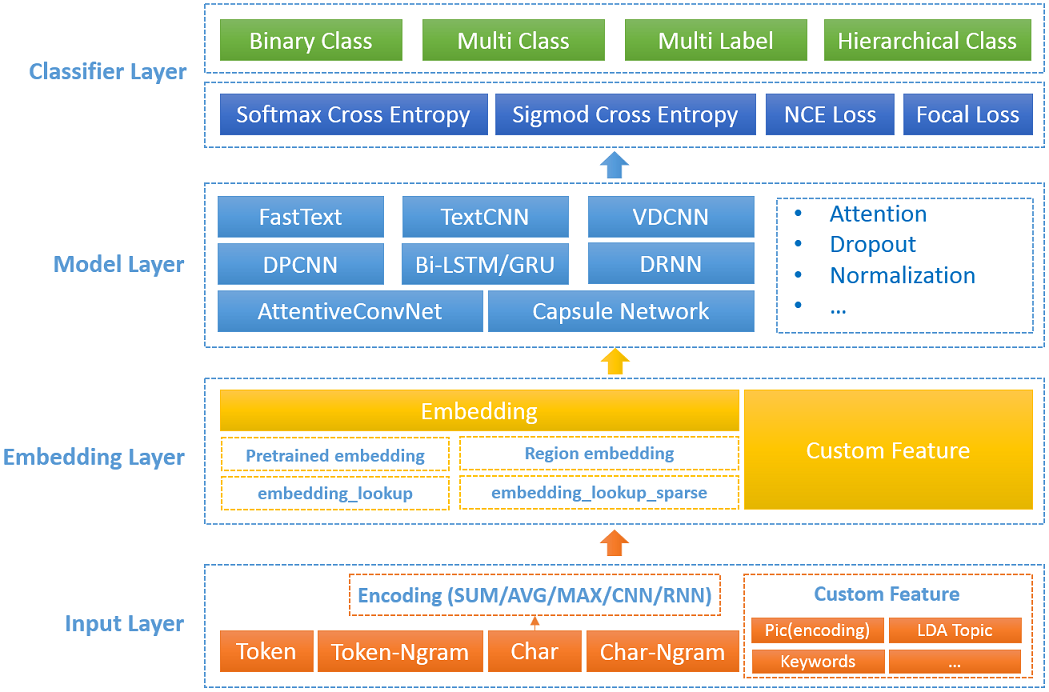 Classifier Layer
Binary Class
Multi Class
Multi Label
Hierarchical Class
Softmax Cross Entropy
Sigmod Cross Entropy
NCE Loss
Focal Loss
Model Layer
FastText
TextCNN
VDCNN
DPCNN
Bi-LSTM/GRU
DRNN
AttentiveConvNet
Capsule Network
• Attention
• Dropout
• Normalization
• ...
Embedding Layer
Embedding
Pretrained embedding
Region embedding
embedding_lookup
embedding_lookup_sparse
Custom Feature
Input Layer
Encoding (SUM/AVG/MAX/CNN/RNN)
Token
Token-Ngram
Char
Char-Ngram
Custom Feature
Pic(encoding)
LDA Topic
Keywords
...